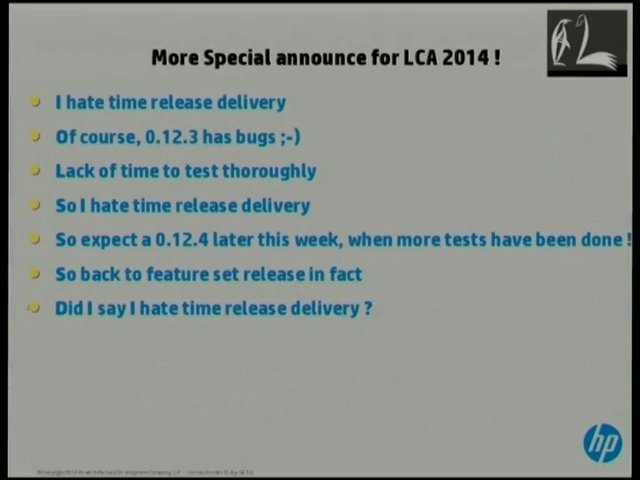 More Special announce for LCA 2014 !
I hate time release delivery
Of course, 0.12.3 has bugs ;-)
Lack of time to test thoroughly
So I hate time release delivery
So expect a 0.12.4 later this week, when more tests have been done !
So back to feature set release in fact
Did I say I hate time release delivery ?
hp